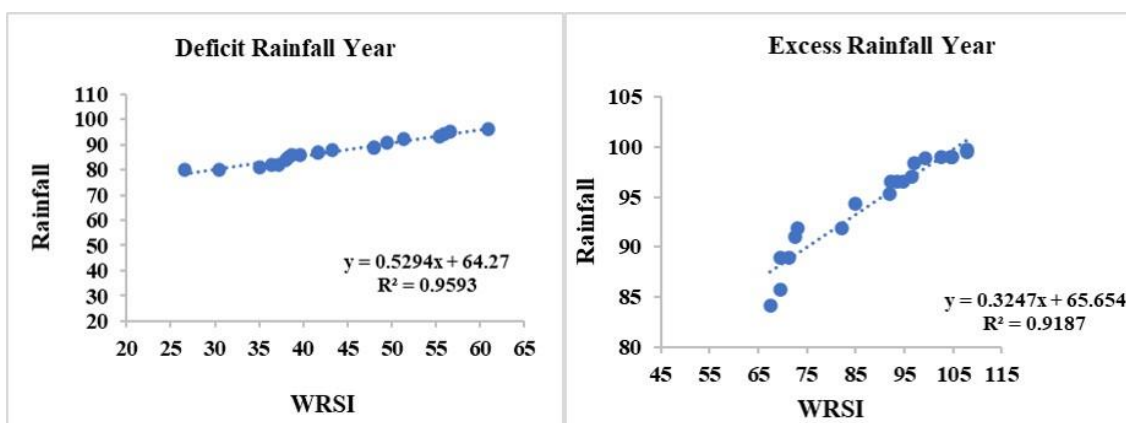 Deficit Rainfall Year
110
100
90
80
70
60
50
40
30
20
Rainfall
y = 0.5294x + 64.27
R² = 0.9593
20 25 30 35 40 45 50 55 60 65
WRSI
Excess Rainfall Year
105
100
95
90
85
80
Rainfall
y = 0.3247x + 65.654
R² = 0.9187
45 55 65 75 85 95 105 115
WRSI